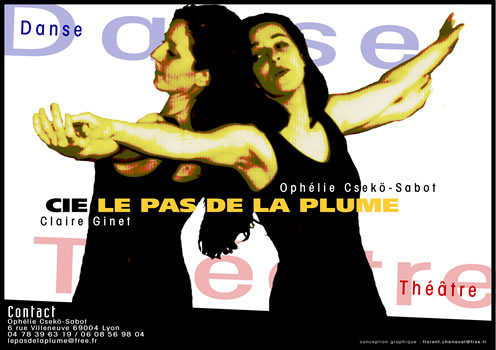 Danse
Danse
Ophélie Csekö-Sabot
CIE LE PAS DE LA PLUME
Claire Ginet
Théâtre
Théâtre
Contact
Ophélie Csekö-Sabot
6 rue Villeneuve 69004 Lyon
04 78 39 63 19 / 06 08 56 98 04
lepasdelaplume@free.fr
conception graphique : florent.chanavat@free.fr